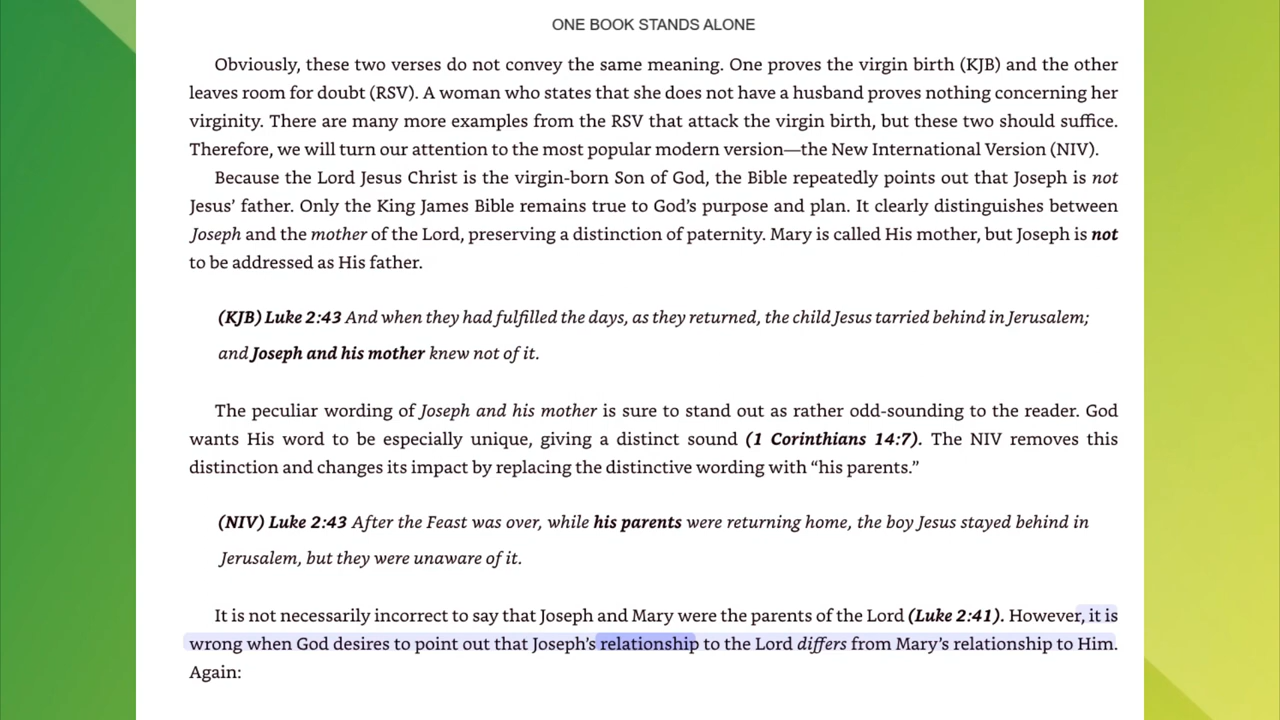 ONE BOOK STANDS ALONE
Obviously, these two verses do not convey the same meaning. One proves the virgin birth (KJB) and the other
leaves room for doubt (RSV). A woman who states that she does not have a husband proves nothing concerning her
virginity. There are many more examples from the RSV that attack the virgin birth, but these two should suffice.
Therefore, we will turn our attention to the most popular modern version—the New International Version (NIV).
Because the Lord Jesus Christ is the virgin-born Son of God, the Bible repeatedly points out that Joseph is not
Jesus’ father. Only the King James Bible remains true to God’s purpose and plan. It clearly distinguishes between
Joseph and the mother of the Lord, preserving a distinction of paternity. Mary is called His mother, but Joseph is not
to be addressed as His father.
(KJB) Luke 2:43 And when they had fulfilled the days, as they returned, the child Jesus tarried behind in Jerusalem;
and Joseph and his mother knew not of it.
The peculiar wording of Joseph and his mother is sure to stand out as rather odd-sounding to the reader. God
wants His word to be especially unique, giving a distinct sound (1 Corinthians 14:7). The NIV removes this
distinction and changes its impact by replacing the distinctive wording with “his parents.”
(NIV) Luke 2:43 After the Feast was over, while his parents were returning home, the boy Jesus stayed behind in
Jerusalem, but they were unaware of it.
It is not necessarily incorrect to say that Joseph and Mary were the parents of the Lord (Luke 2:41). However, it is
wrong when God desires to point out that Joseph’s relationship to the Lord differs from Mary’s relationship to Him.
Again: